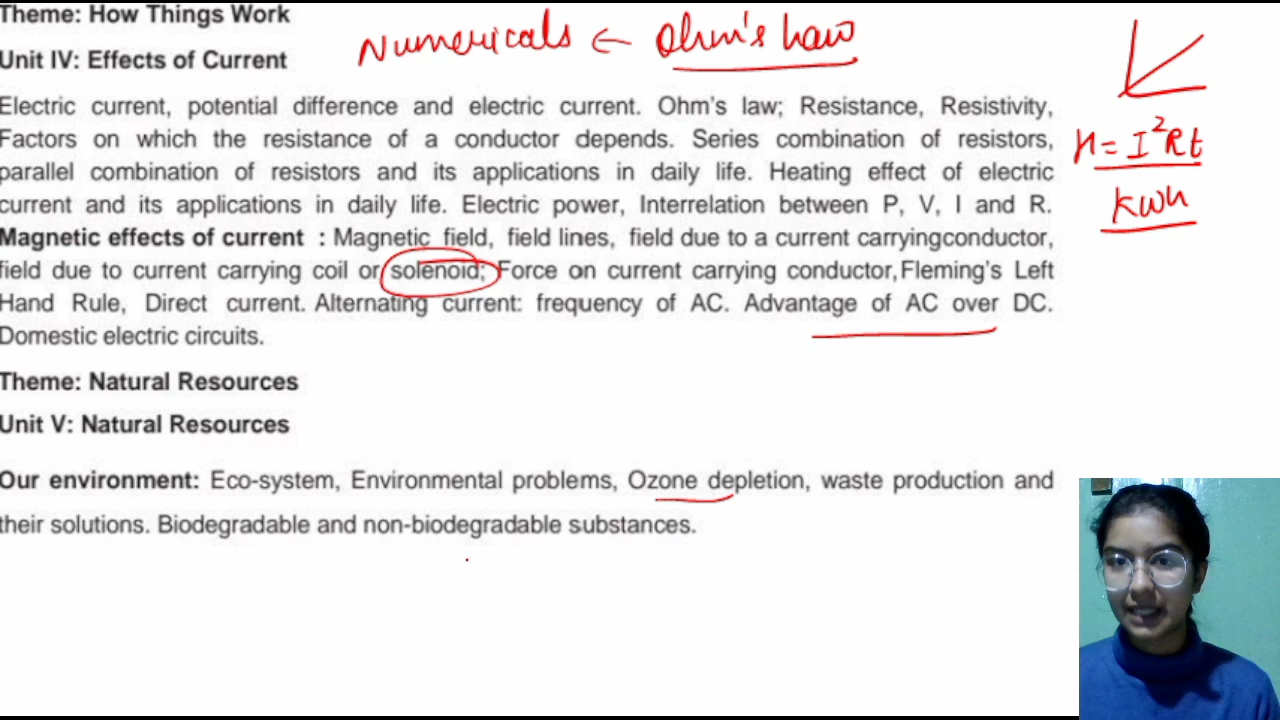 Theme: How Things Work
Numericals ← Ohm's Law
Unit IV: Effects of Current
Electric current, potential difference and electric current. Ohm's law; Resistance, Resistivity,
Factors on which the resistance of a conductor depends. Series combination of resistors,
H = I²Rt
parallel combination of resistors and its applications in daily life. Heating effect of electric
current and its applications in daily life. Electric power, Interrelation between P, V, I and R.
kwh
Magnetic effects of current : Magnetic field, field lines, field due to a current carryingconductor,
field due to current carrying coil or solenoid; Force on current carrying conductor,Fleming's Left
Hand Rule, Direct current. Alternating current: frequency of AC. Advantage of AC over DC.
Domestic electric circuits.
Theme: Natural Resources
Unit V: Natural Resources
Our environment: Eco-system, Environmental problems, Ozone depletion, waste production and
their solutions. Biodegradable and non-biodegradable substances.